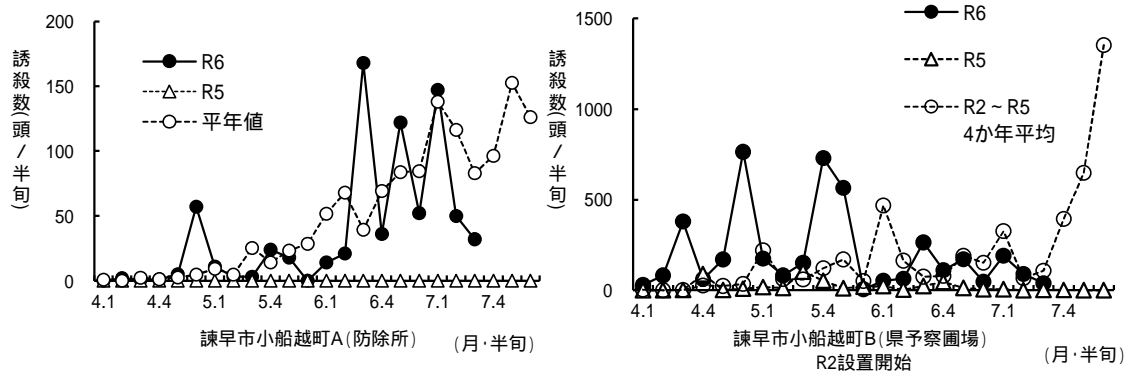 誘殺数(頭/半旬)
200
150
100
50
0
R6
R5
平年値
4.1 4.4 5.1 5.4 6.1 6.4 7.1 7.4
諫早市小船越町A(防除所) (月・半旬)
誘殺数(頭/半旬)
1500
1000
500
0
R6
R5
R2~R5
4か年平均
4.1 4.4 5.1 5.4 6.1 7.1 7.4
諫早市小船越町B(県予察圃場)
R2設置開始
(月・半旬)